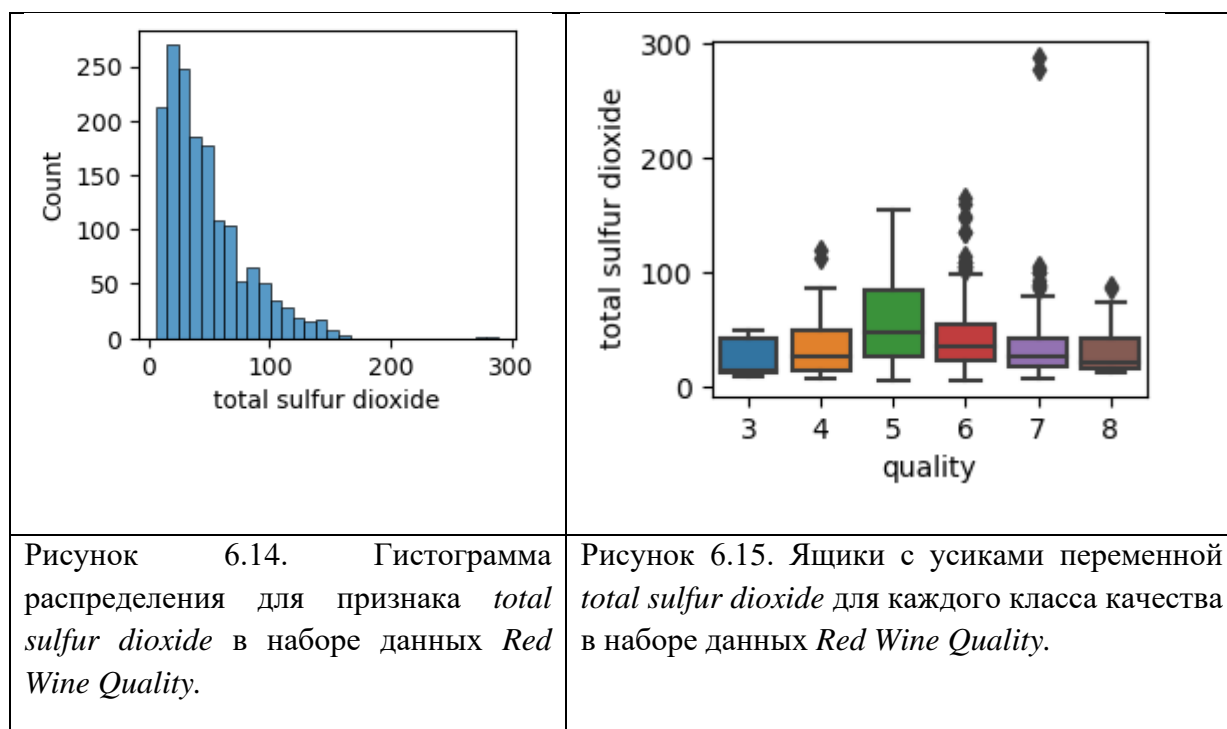 250
200
150
100
50
0
Count
0 100 200 300
total sulfur dioxide
300
200
100
0
total sulfur dioxide
3 4 5 6 7 8
quality
Рисунок 6.14. Гистограмма
распределения для признака total
sulfur dioxide в наборе данных Red
Wine Quality.
Рисунок 6.15. Ящики с усиками переменной
total sulfur dioxide для каждого класса качества
в наборе данных Red Wine Quality.